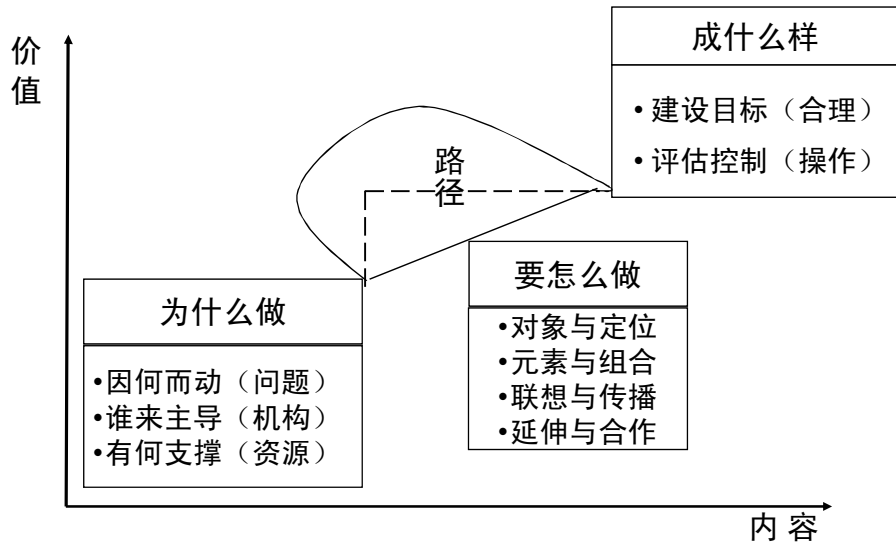 价
值
成什么样
•建设目标（合理）
•评估控制（操作）
路
径
要怎么做
•对象与定位
•元素与组合
•联想与传播
•延伸与合作
为什么做
•因何而动（问题）
•谁来主导（机构）
•有何支撑（资源）
内 容